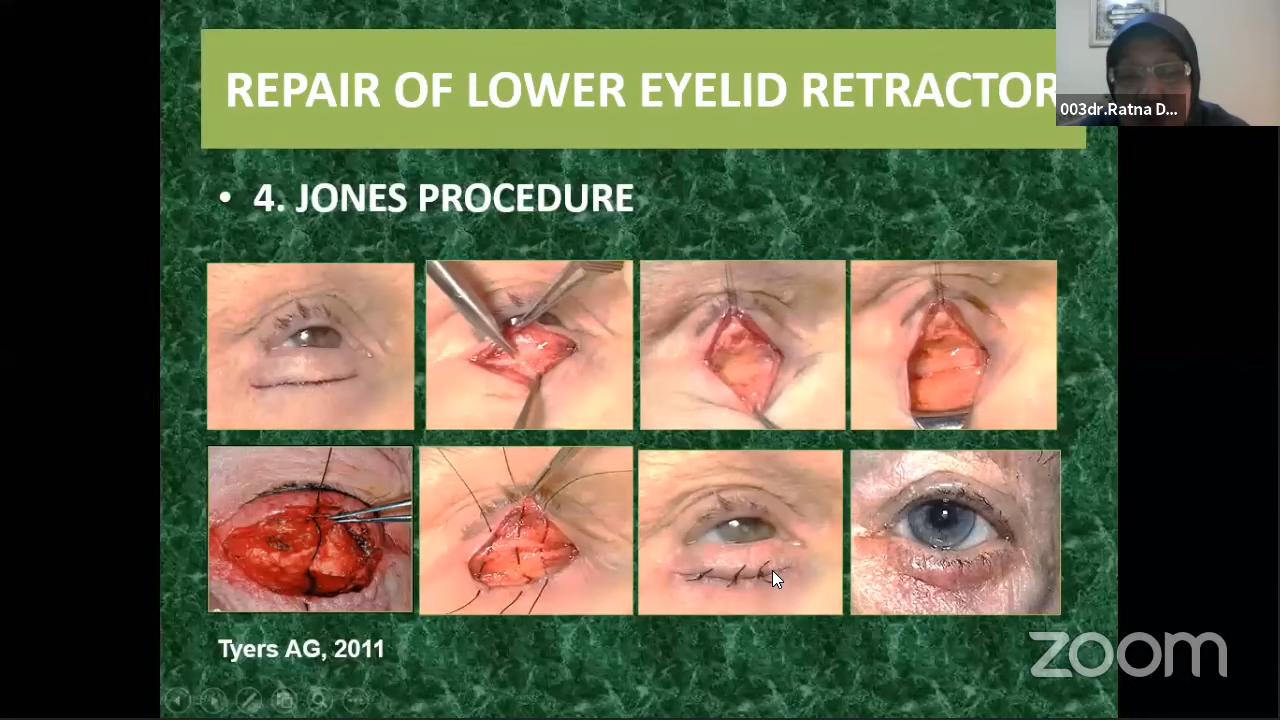 REPAIR OF LOWER EYELID RETRACTOR
003dr.Ratna D...
• 4. JONES PROCEDURE
Tyers AG, 2011
zoom